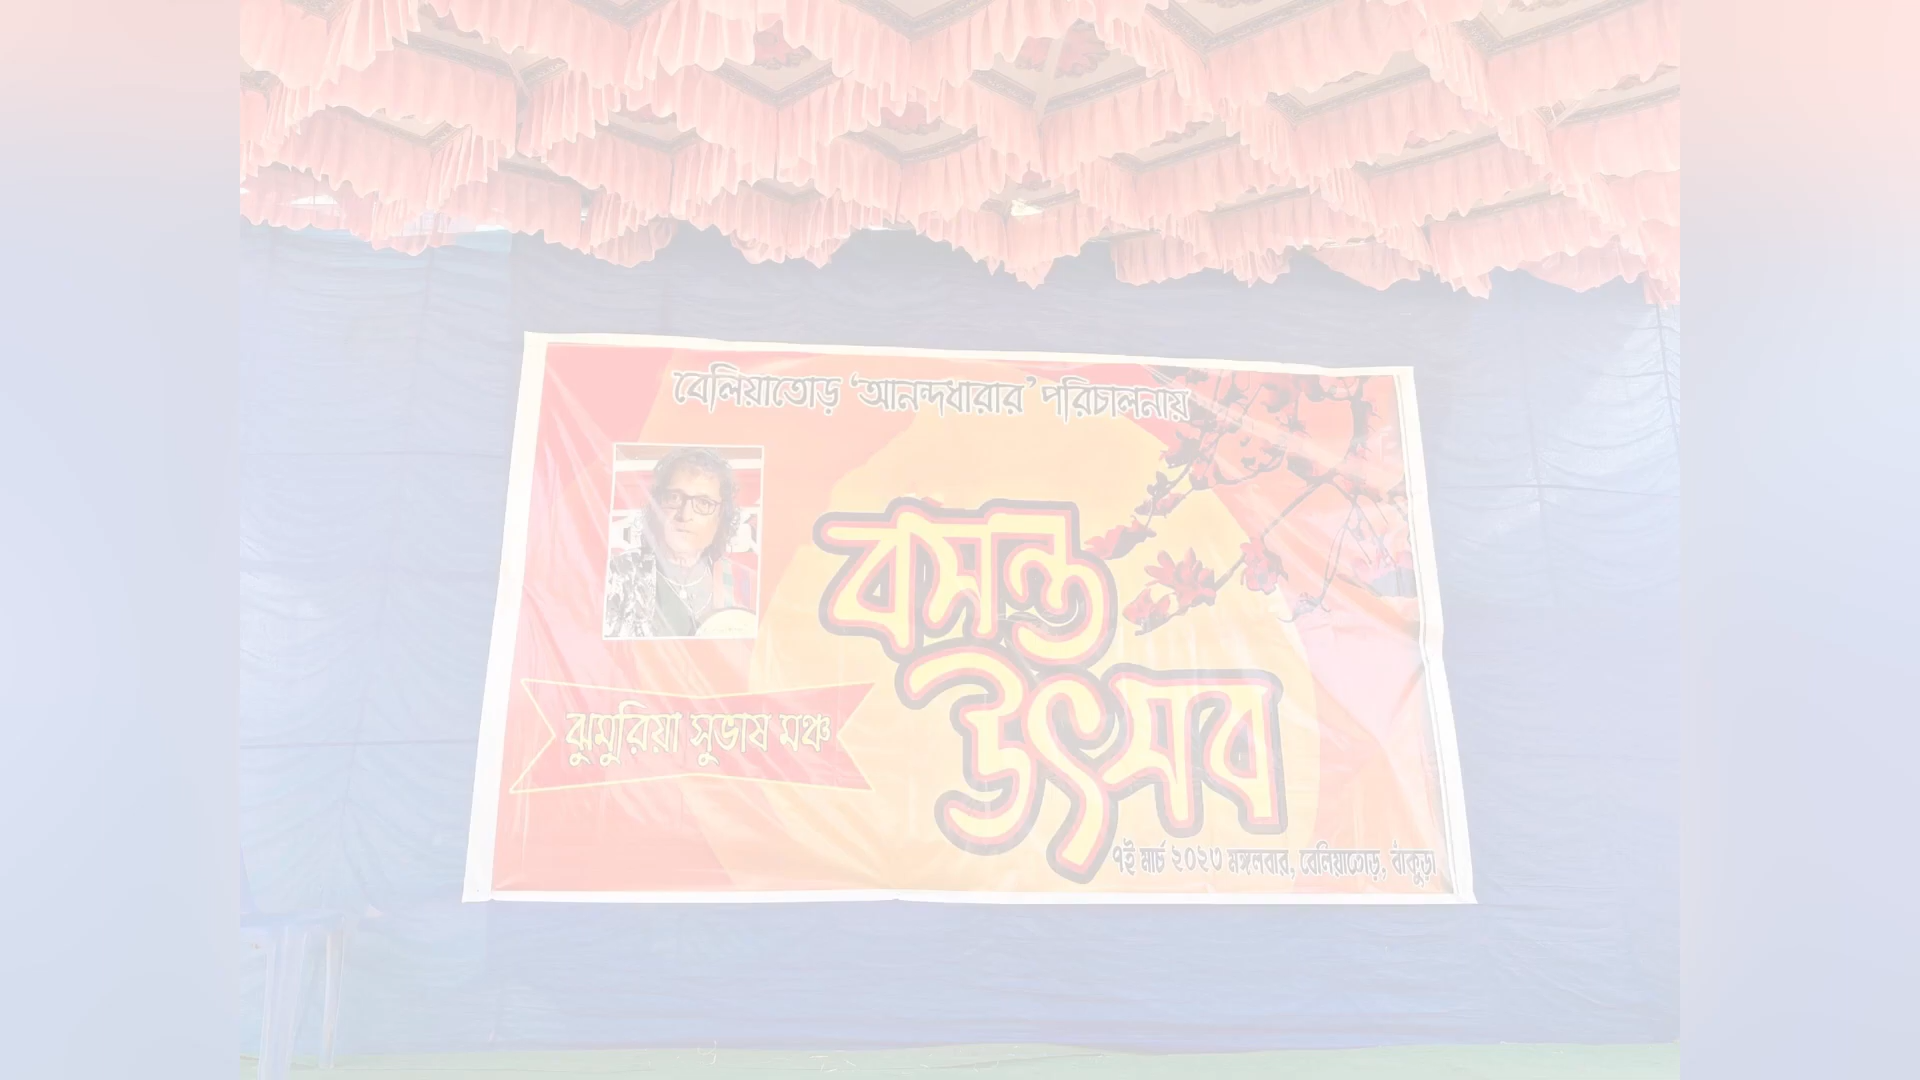 বেলিয়াতোড় ‘আনন্দধারার’ পরিচালনায়
বসন্ত
উৎসব
ঝুমুরিয়া সুভাষ মঞ্চ
৭ই মার্চ ২০২৩ মঙ্গলবার, বেলিয়াতোড়, বাঁকুড়া